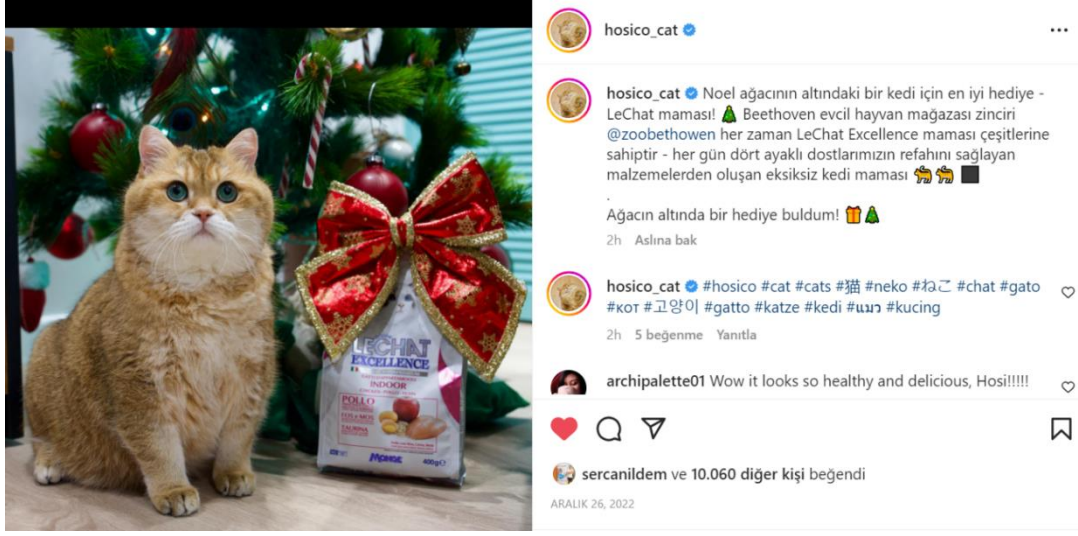 hosico_cat
hosico_cat Noel ağacının altındaki bir kedi için en iyi hediye -
LeChat maması! 🎄 Beethoven evcil hayvan mağazası zinciri
@zoobethowen her zaman LeChat Excellence maması çeşitlerine
sahiptir - her gün dört ayaklı dostlarımızın refahını sağlayan
malzemelerden oluşan eksiksiz kedi maması 🐈🐈⬛
.
Ağacın altında bir hediye buldum! 🎁🎄
2h Aslına bak
hosico_cat #hosico #cat #cats #猫 #neko #ねこ #chat #gato
#кот #고양이 #gatto #katze #kedi #แมว #kucing
2h 5 beğenme Yanıtla
archipalette01 Wow it looks so healthy and delicious, Hosi!!!!!
sercanildem ve 10.060 diğer kişi beğendi
ARALIK 26, 2022
LECHAT
EXCELLENCE
INDOOR
POLLO
TAURINA
Monge
400g